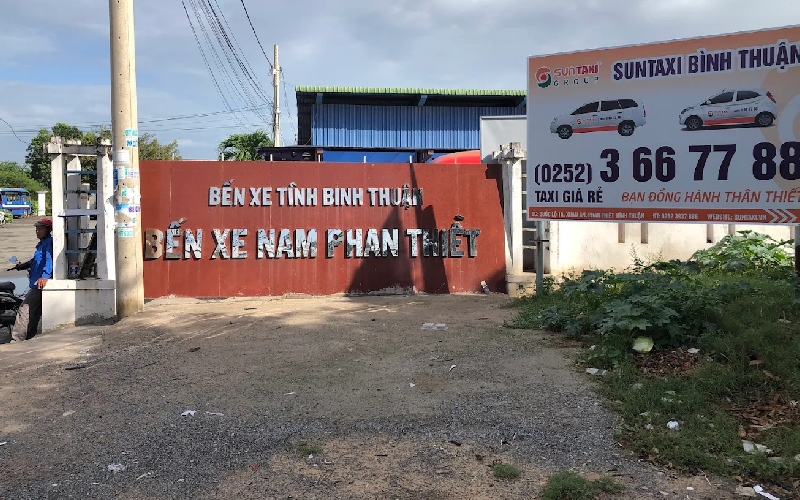 BẾN XE TỈNH BÌNH THUẬN
BẾN XE NAM PHAN THIẾT
SUNTAXI
GROUP
SUNTAXI BÌNH THUẬN
(0252) 3 66 77 88
TAXI GIÁ RẺ
BẠN ĐỒNG HÀNH THÂN THIẾT